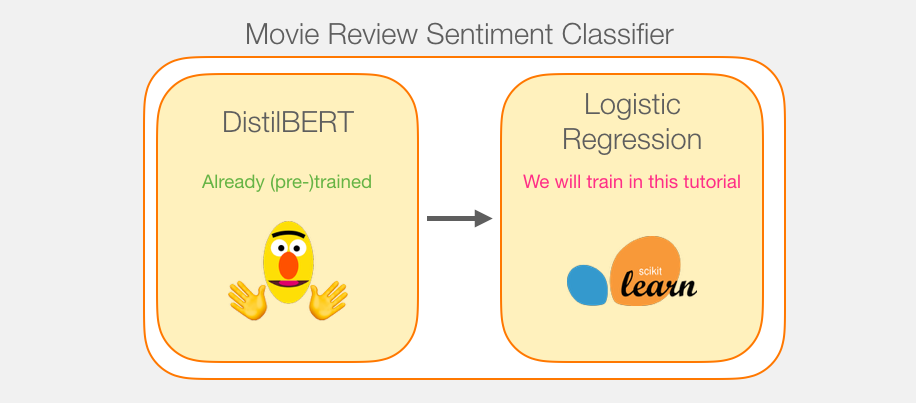 Movie Review Sentiment Classifier
DistilBERT
Already (pre-)trained
Logistic
Regression
We will train in this tutorial
scikit
learn